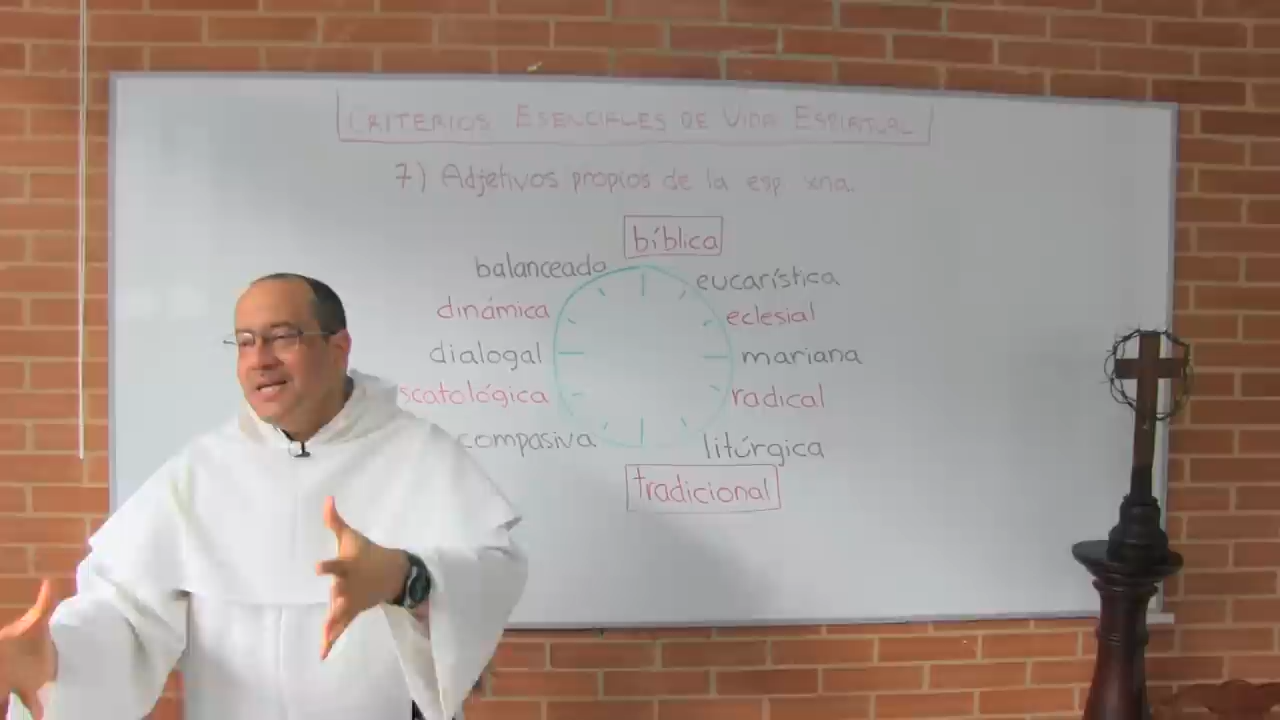 CRITERIOS ESENCIALES DE VIDA ESPIRITUAL
7) Adjetivos propios de la esp xna.
bíblica
balanceada eucarística
dinámica eclesial
dialogal mariana
scatológica radical
compasiva litúrgica
tradicional